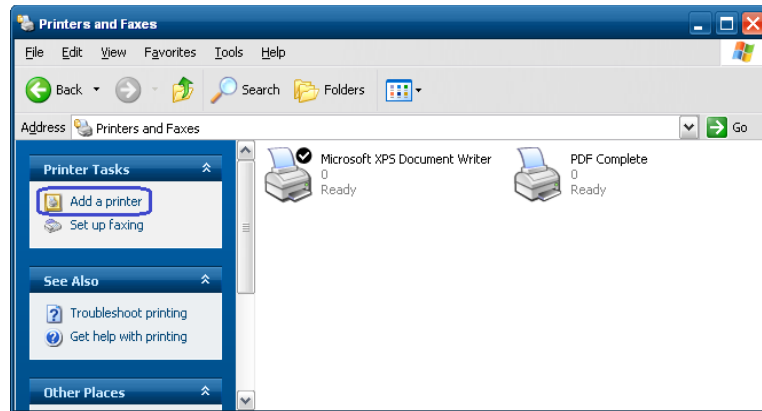 Printers and Faxes
File Edit View Favorites Tools Help
Back Search Folders
Address Printers and Faxes Go
Printer Tasks
Add a printer
Set up faxing
See Also
Troubleshoot printing
Get help with printing
Other Places
Microsoft XPS Document Writer
0
Ready
PDF Complete
0
Ready